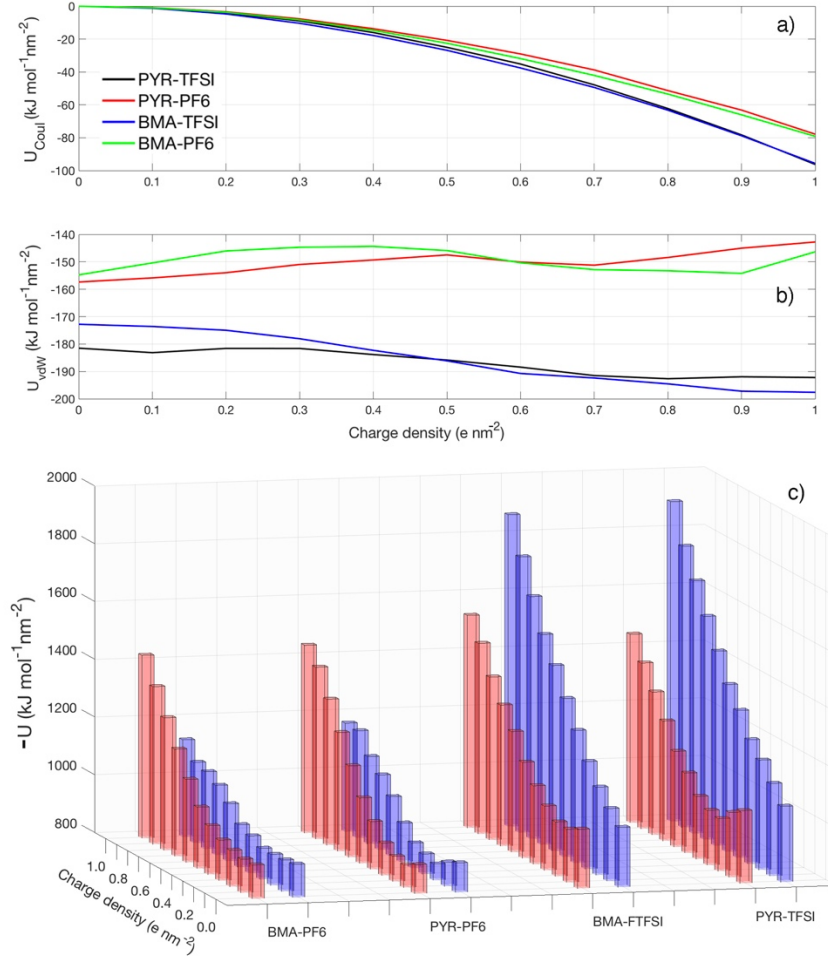 a)
U_Coul (kJ mol⁻¹nm⁻²)
0
-20
-40
-60
-80
-100
PYR-TFSI
PYR-PF6
BMA-TFSI
BMA-PF6
0 0.1 0.2 0.3 0.4 0.5 0.6 0.7 0.8 0.9 1
b)
U_vdW (kJ mol⁻¹nm⁻²)
-140
-150
-160
-170
-180
-190
-200
0 0.1 0.2 0.3 0.4 0.5 0.6 0.7 0.8 0.9 1
Charge density (e nm⁻²)
c)
-U (kJ mol⁻¹nm⁻²)
2000
1800
1600
1400
1200
1000
800
1.0
0.8
0.6
0.4
0.2
0.0
Charge density (e nm⁻²)
BMA-PF6 PYR-PF6 BMA-FTFSI PYR-TFSI